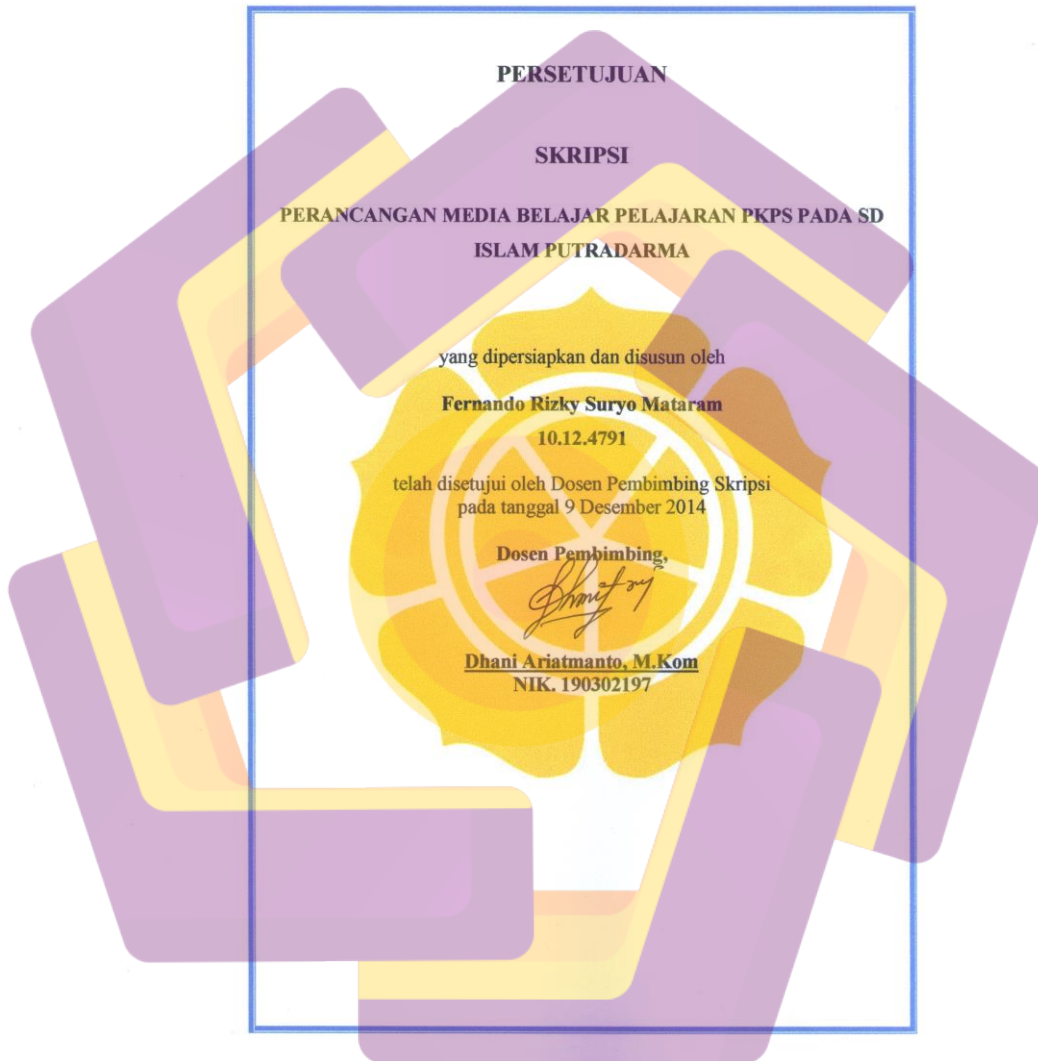 PERSETUJUAN
SKRIPSI
PERANCANGAN MEDIA BELAJAR PELAJARAN PKPS PADA SD
ISLAM PUTRADARMA
yang dipersiapkan dan disusun oleh
Fernando Rizky Suryo Mataram
10.12.4791
telah disetujui oleh Dosen Pembimbing Skripsi
pada tanggal 9 Desember 2014
Dosen Pembimbing,
Dhani Ariatmanto, M.Kom
NIK. 190302197